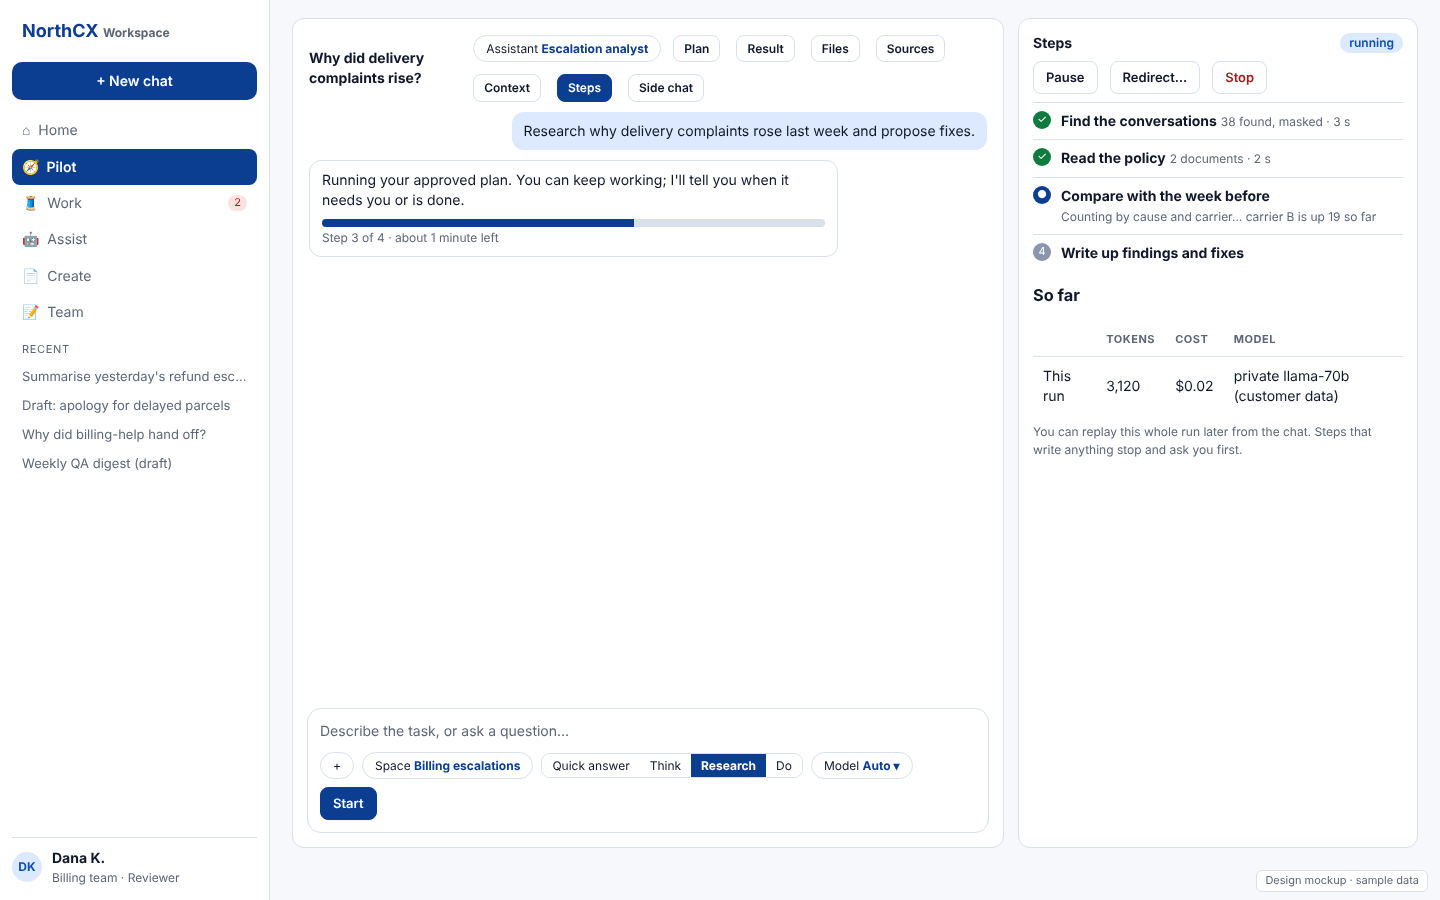 NorthCX Workspace
+ New chat
Home
Pilot
Work 2
Assist
Create
Team
RECENT
Summarise yesterday's refund esc...
Draft: apology for delayed parcels
Why did billing-help hand off?
Weekly QA digest (draft)
DK
Dana K.
Billing team · Reviewer
Why did delivery
complaints rise?
Assistant Escalation analyst
Plan
Result
Files
Sources
Context
Steps
Side chat
Research why delivery complaints rose last week and propose fixes.
Running your approved plan. You can keep working; I'll tell you when it
needs you or is done.
Step 3 of 4 · about 1 minute left
Describe the task, or ask a question...
+
Space Billing escalations
Quick answer
Think
Research
Do
Model Auto ▾
Start
Steps
running
Pause
Redirect...
Stop
Find the conversations 38 found, masked · 3 s
Read the policy 2 documents · 2 s
Compare with the week before
Counting by cause and carrier... carrier B is up 19 so far
4 Write up findings and fixes
So far
TOKENS COST MODEL
This
run
3,120 $0.02
private llama-70b
(customer data)
You can replay this whole run later from the chat. Steps that
write anything stop and ask you first.
Design mockup · sample data